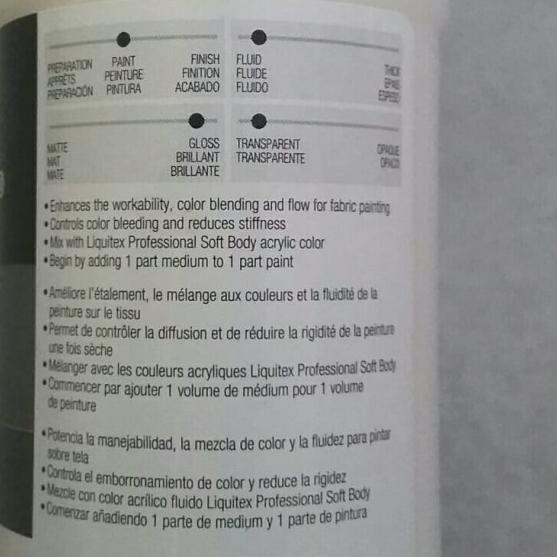 PREPARATION PAINT FINISH
APPRÊTS PEINTURE FINITION
PREPARACIÓN PINTURA ACABADO
FLUID THICK
FLUIDE ÉPAIS
FLUIDO ESPESO
MATTE GLOSS
MAT BRILLANT
MATE BRILLANTE
TRANSPARENT OPAQUE
TRANSPARENTE OPACO
• Enhances the workability, color blending and flow for fabric painting
• Controls color bleeding and reduces stiffness
• Mix with Liquitex Professional Soft Body acrylic color
• Begin by adding 1 part medium to 1 part paint
• Améliore l'étalement, le mélange aux couleurs et la fluidité de la
peinture sur le tissu
• Permet de contrôler la diffusion et de réduire la rigidité de la peinture
une fois sèche
• Mélanger avec les couleurs acryliques Liquitex Professional Soft Body
• Commencer par ajouter 1 volume de médium pour 1 volume
de peinture
• Potencia la manejabilidad, la mezcla de color y la fluidez para pintar
sobre tela
• Controla el emborronamiento de color y reduce la rigidez
• Mezcle con color acrílico fluido Liquitex Professional Soft Body
• Comenzar añadiendo 1 parte de medium y 1 parte de pintura